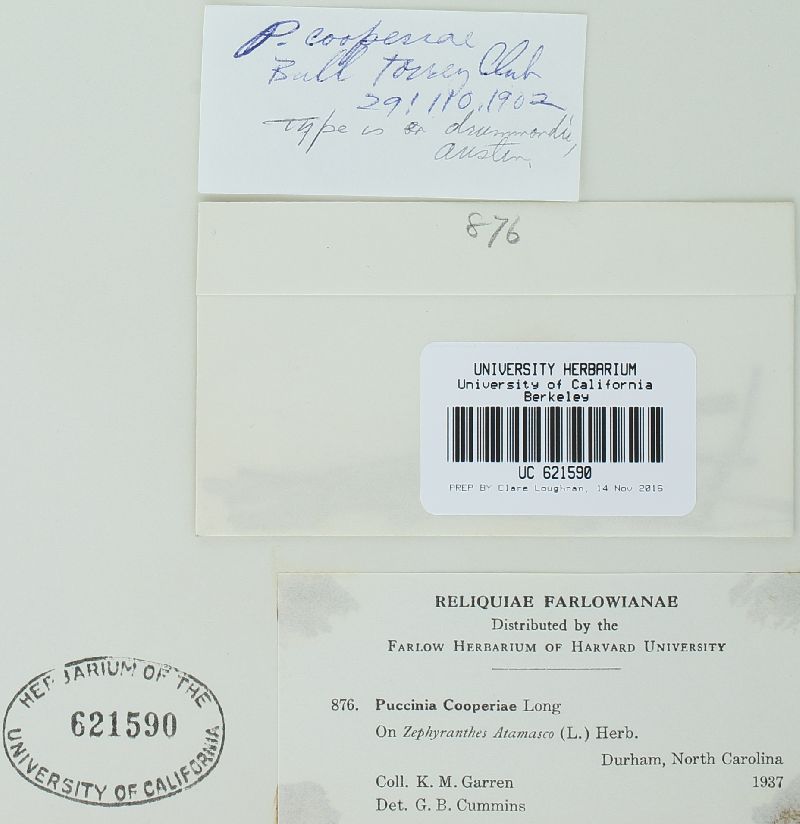 P. cooperiae
Bull Torrey Club
29:110, 1902
Type is on drummondii,
Austin,
876
UNIVERSITY HERBARIUM
University of California
Berkeley
UC 621590
PREP BY Clare Loughran, 14 Nov 2016
RELIQUIAE FARLOWIANAE
Distributed by the
FARLOW HERBARIUM OF HARVARD UNIVERSITY
876. Puccinia Cooperiae Long
On Zephyranthes Atamasco (L.) Herb.
Durham, North Carolina
Coll. K. M. Garren 1937
Det. G. B. Cummins
HERBARIUM OF THE
621590
UNIVERSITY OF CALIFORNIA